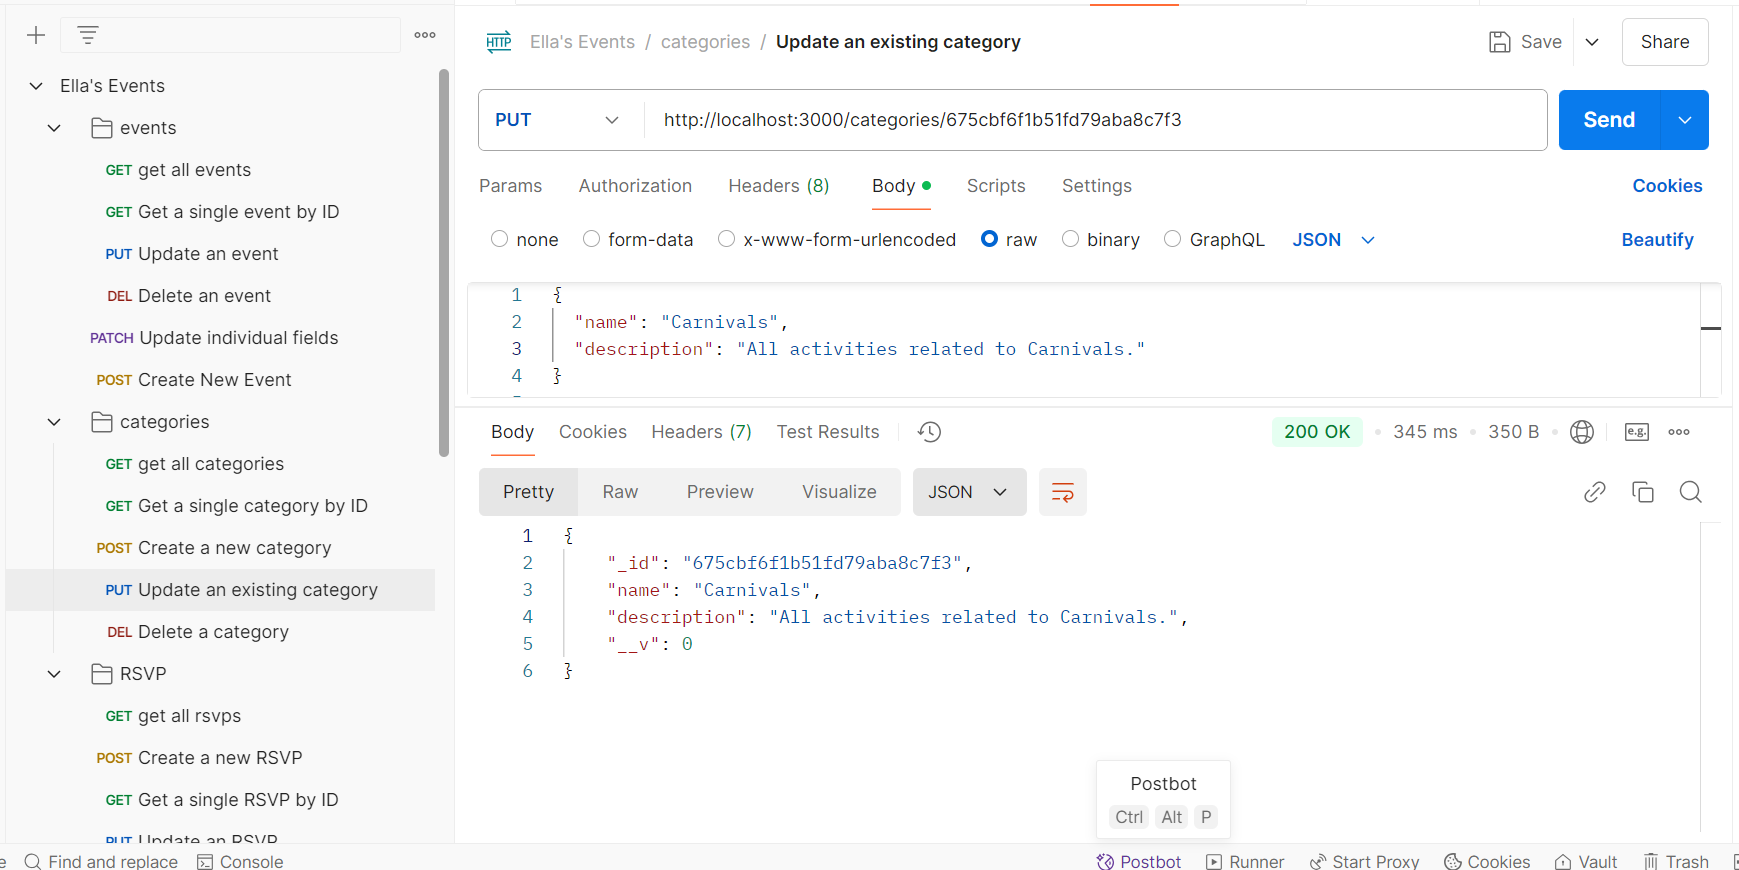 Ella's Events
events
GET get all events
GET Get a single event by ID
PUT Update an event
DEL Delete an event
PATCH Update individual fields
POST Create New Event
categories
GET get all categories
GET Get a single category by ID
POST Create a new category
PUT Update an existing category
DEL Delete a category
RSVP
GET get all rsvps
POST Create a new RSVP
GET Get a single RSVP by ID
PUT Update an RSVP
HTTP Ella's Events / categories / Update an existing category
Save Share
PUT http://localhost:3000/categories/675cbf6f1b51fd79aba8c7f3 Send
Params Authorization Headers (8) Body Scripts Settings Cookies
none form-data x-www-form-urlencoded raw binary GraphQL JSON Beautify
1 {
2 "name": "Carnivals",
3 "description": "All activities related to Carnivals."
4 }
Body Cookies Headers (7) Test Results 200 OK 345 ms 350 B e.g.
Pretty Raw Preview Visualize JSON
1 {
2 "_id": "675cbf6f1b51fd79aba8c7f3",
3 "name": "Carnivals",
4 "description": "All activities related to Carnivals.",
5 "__v": 0
6 }
Postbot
Ctrl Alt P
e Find and replace Console Postbot Runner Start Proxy Cookies Vault Trash